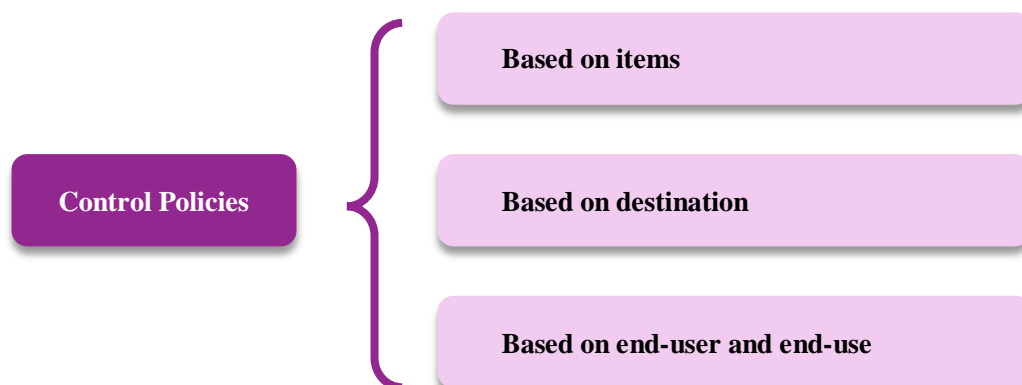 Based on items
Control Policies
Based on destination
Based on end-user and end-use